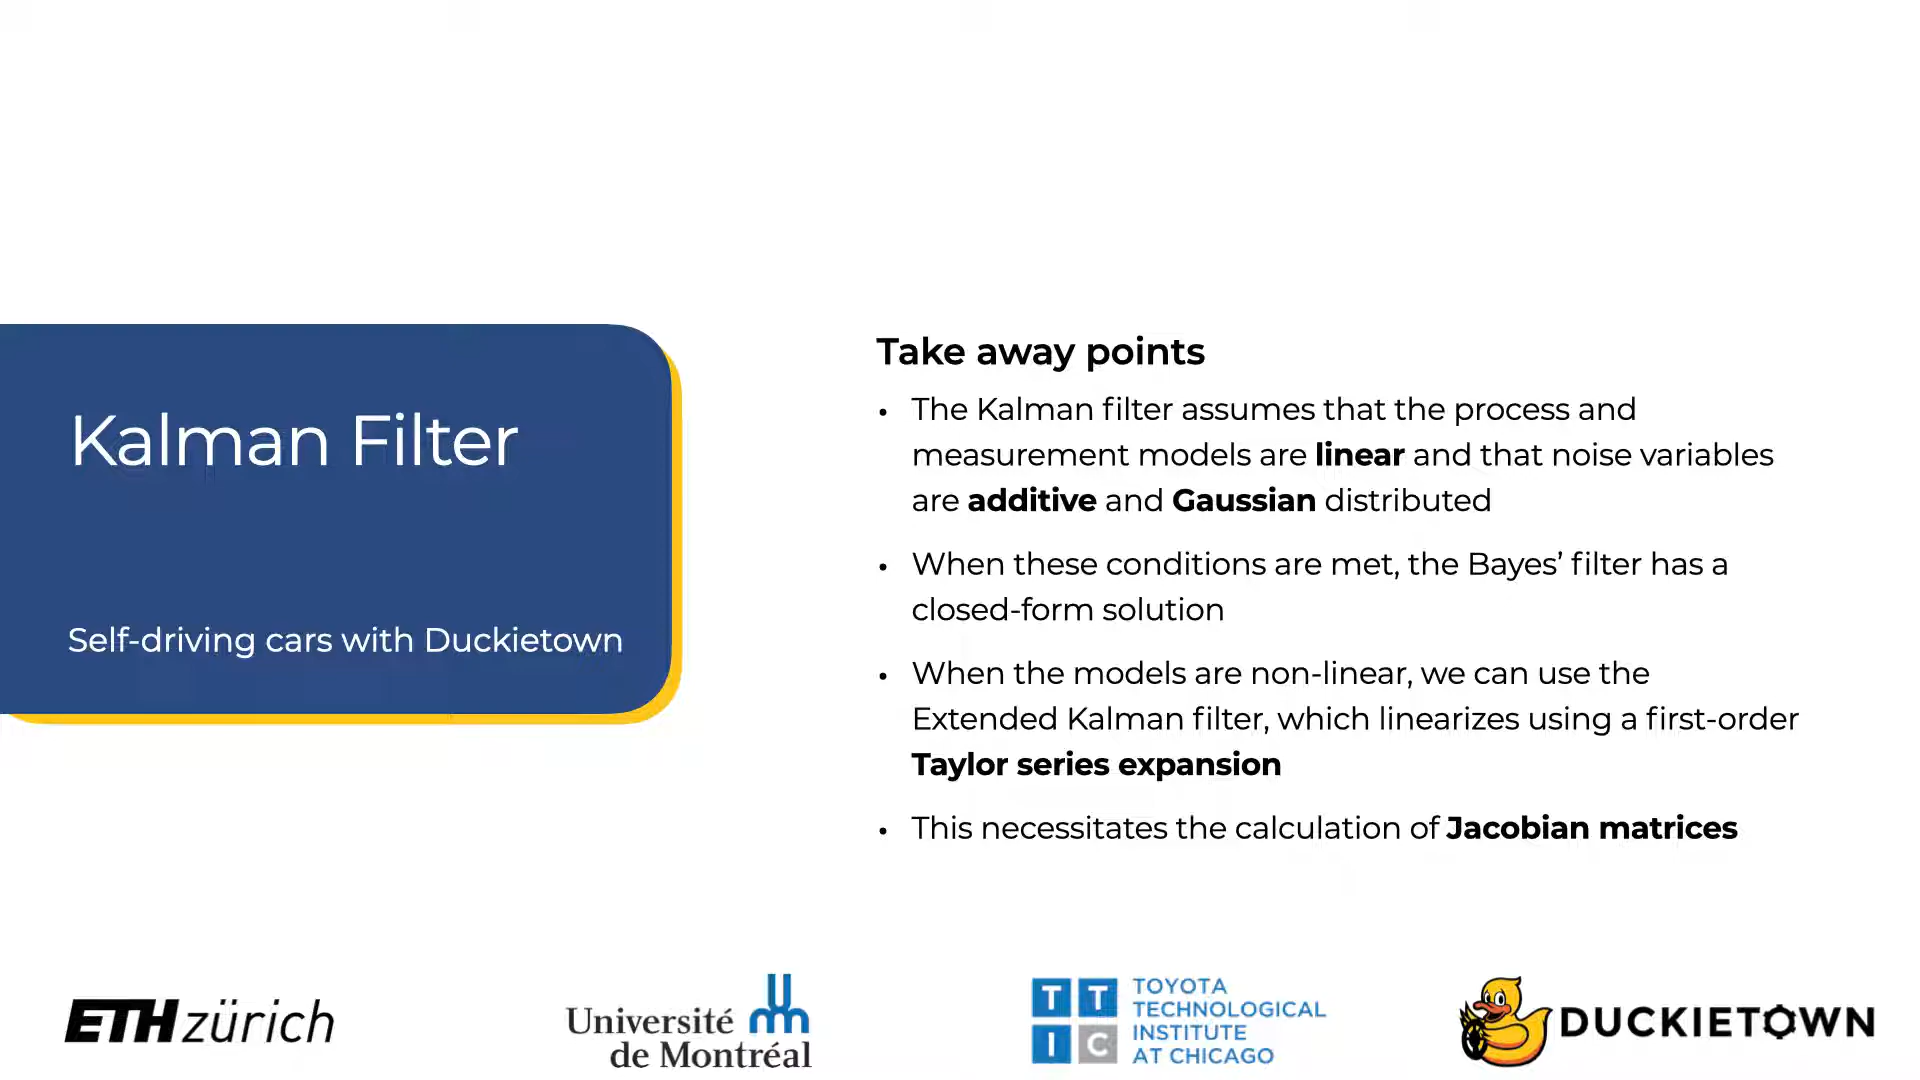 Kalman Filter
Self-driving cars with Duckietown
Take away points
• The Kalman filter assumes that the process and
measurement models are linear and that noise variables
are additive and Gaussian distributed
• When these conditions are met, the Bayes’ filter has a
closed-form solution
• When the models are non-linear, we can use the
Extended Kalman filter, which linearizes using a first-order
Taylor series expansion
• This necessitates the calculation of Jacobian matrices
ETH zürich
Université
de Montréal
T T
I C
TOYOTA
TECHNOLOGICAL
INSTITUTE
AT CHICAGO
DUCKIETOWN